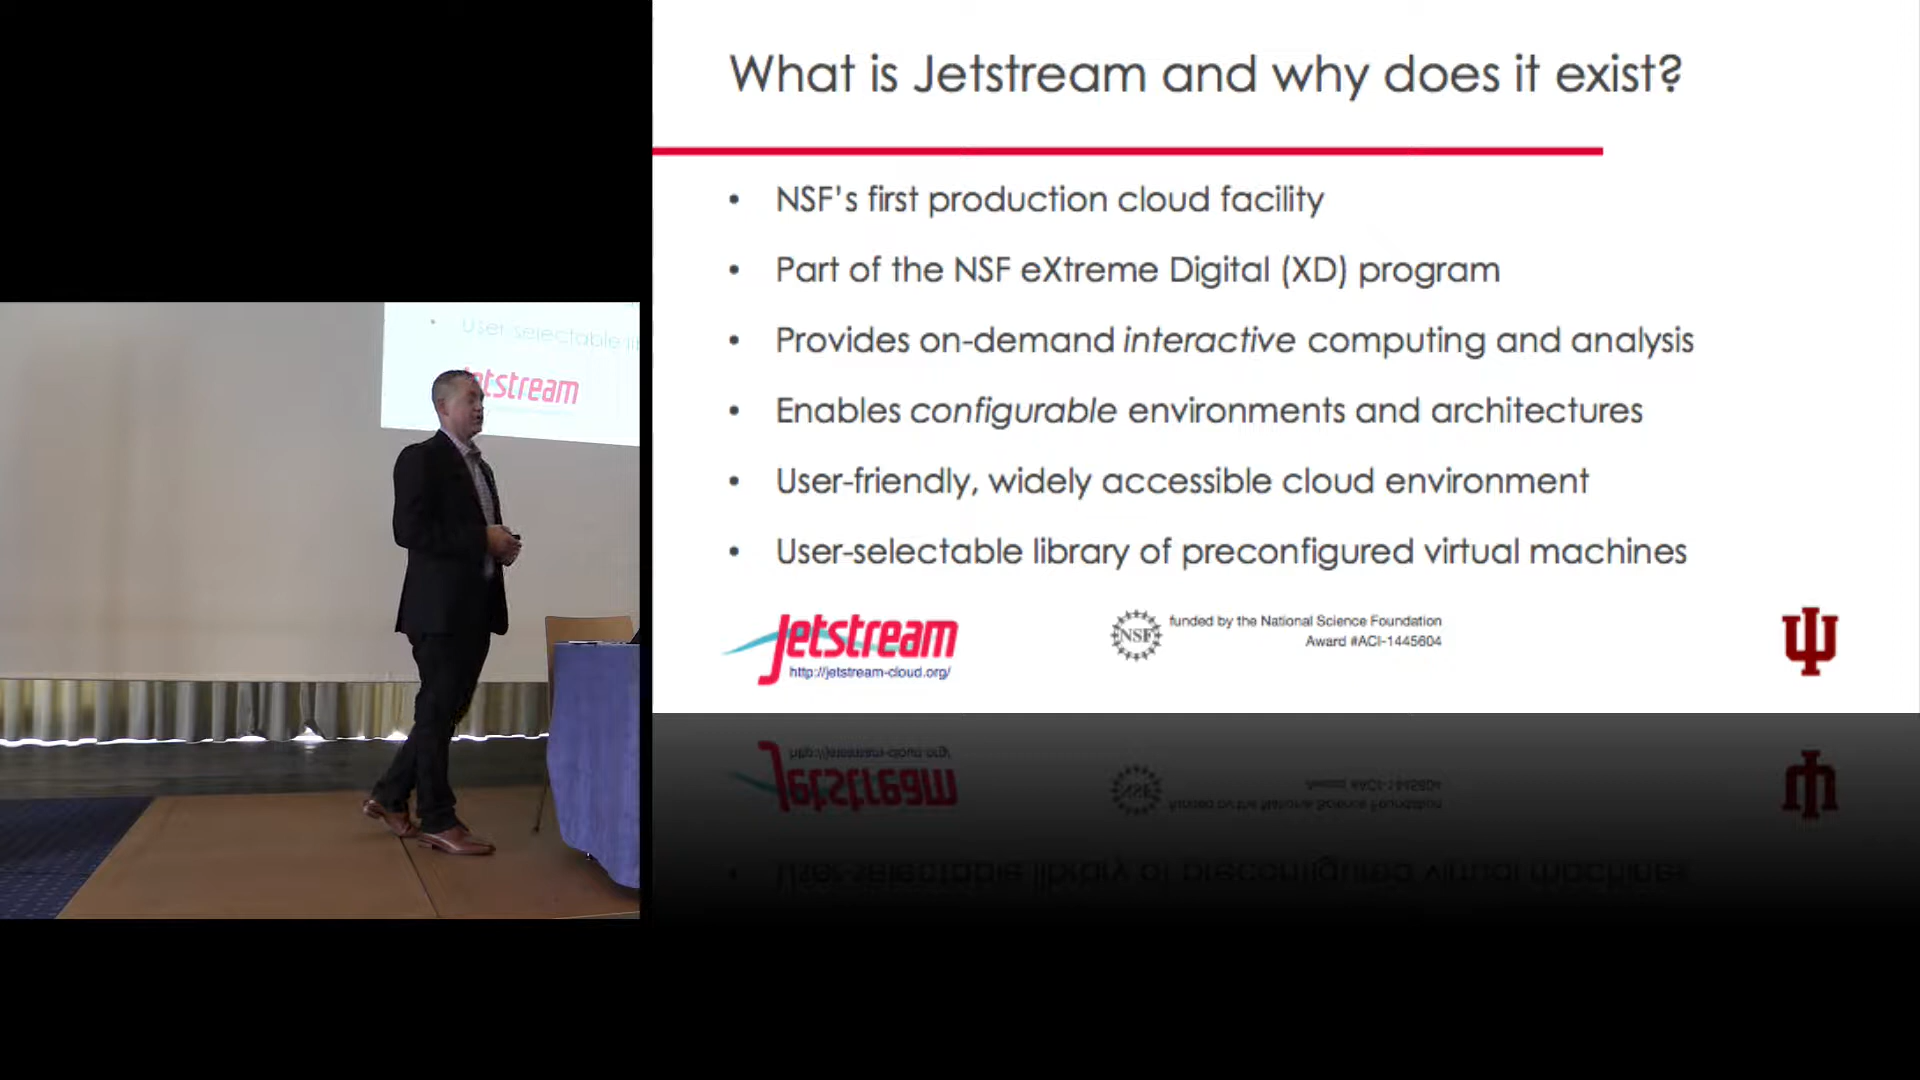 What is Jetstream and why does it exist?
• NSF's first production cloud facility
• Part of the NSF eXtreme Digital (XD) program
• Provides on-demand interactive computing and analysis
• Enables configurable environments and architectures
• User-friendly, widely accessible cloud environment
• User-selectable library of preconfigured virtual machines
Jetstream
http://jetstream-cloud.org/
NSF
funded by the National Science Foundation
Award #ACI-1445604
• User-selectable li
Jetstream